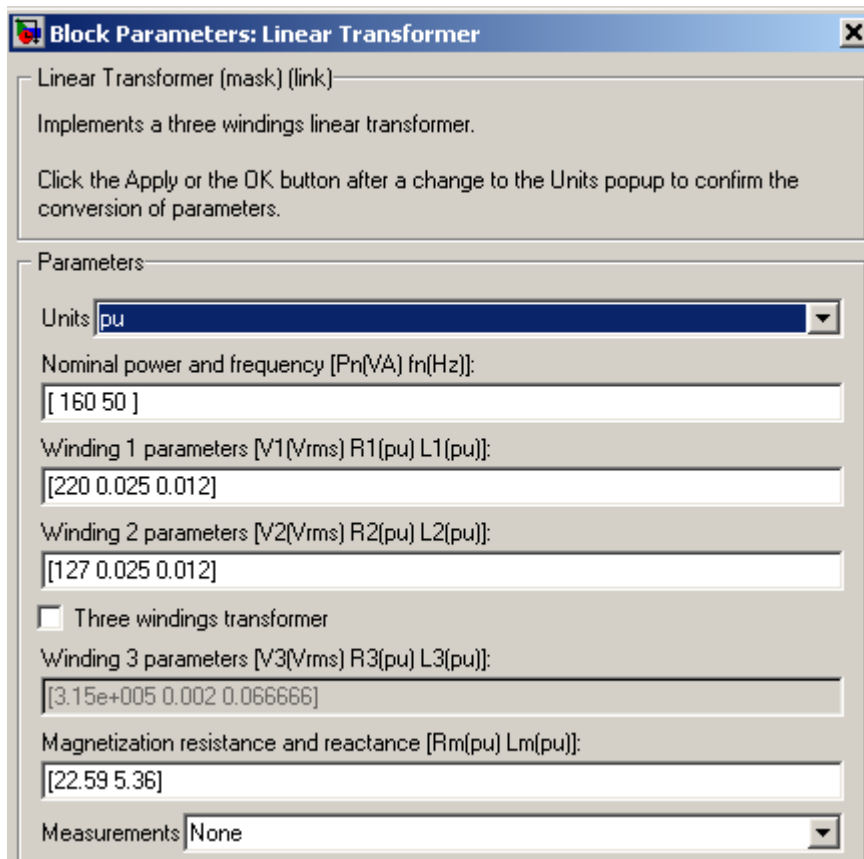 Block Parameters: Linear Transformer
Linear Transformer (mask) (link)
Implements a three windings linear transformer.
Click the Apply or the OK button after a change to the Units popup to confirm the
conversion of parameters.
Parameters
Units pu
Nominal power and frequency [Pn(VA) fn(Hz)]:
[ 160 50 ]
Winding 1 parameters [V1(Vrms) R1(pu) L1(pu)]:
[220 0.025 0.012]
Winding 2 parameters [V2(Vrms) R2(pu) L2(pu)]:
[127 0.025 0.012]
Three windings transformer
Winding 3 parameters [V3(Vrms) R3(pu) L3(pu)]:
[3.15e+005 0.002 0.066666]
Magnetization resistance and reactance [Rm(pu) Lm(pu)]:
[22.59 5.36]
Measurements None